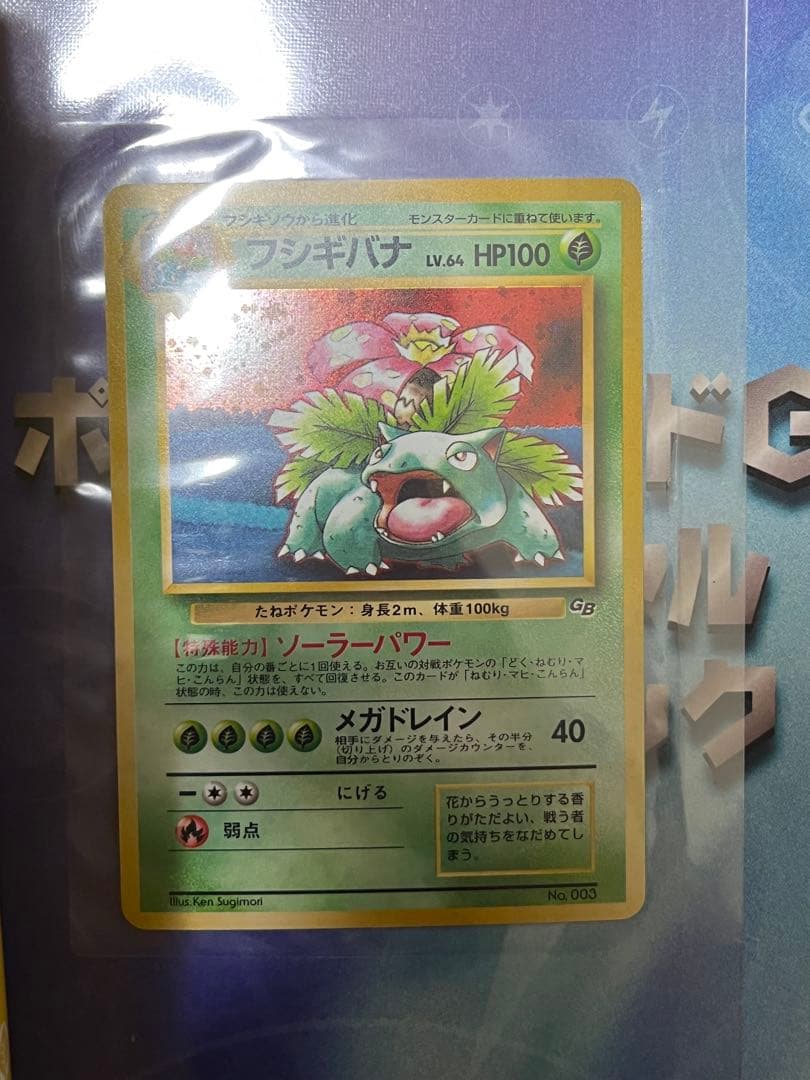 フシギソウから進化 モンスターカードに重ねて使います。
フシギバナ LV.64 HP100
たねポケモン：身長2m、体重100kg GB
【特殊能力】ソーラーパワー
この力は、自分の番ごとに1回使える。お互いの対戦ポケモンの「どく・ねむり・マ
ヒ・こんらん」状態を、すべて回復させる。このカードが「ねむり・マヒ・こんらん」
状態の時、この力は使えない。
メガドレイン 40
相手にダメージを与えたら、その半分
（切り上げ）のダメージカウンターを、
自分からとりのぞく。
にげる
弱点
花からうっとりする香
りがただよい、戦う者
の気持ちをなだめてし
まう。
Illus.Ken Sugimori No. 003
ポ ドG
ル
ク